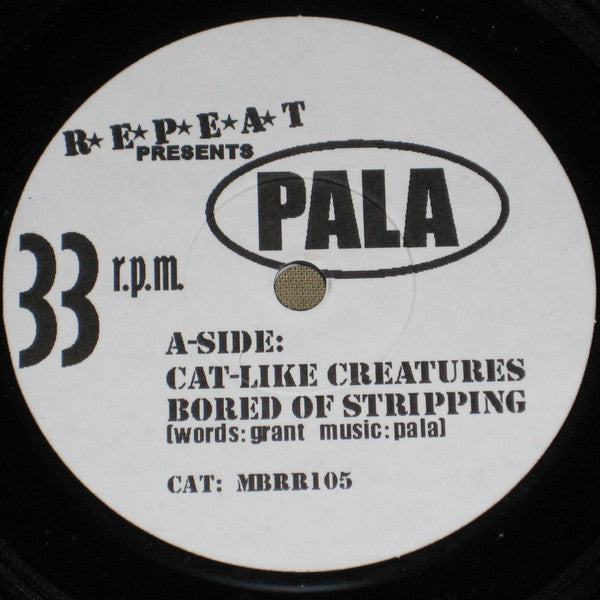 R★E★P★E★A★T
PRESENTS
PALA
33 r.p.m.
A-SIDE:
CAT-LIKE CREATURES
BORED OF STRIPPING
(words:grant music:pala)
CAT: MBRR105